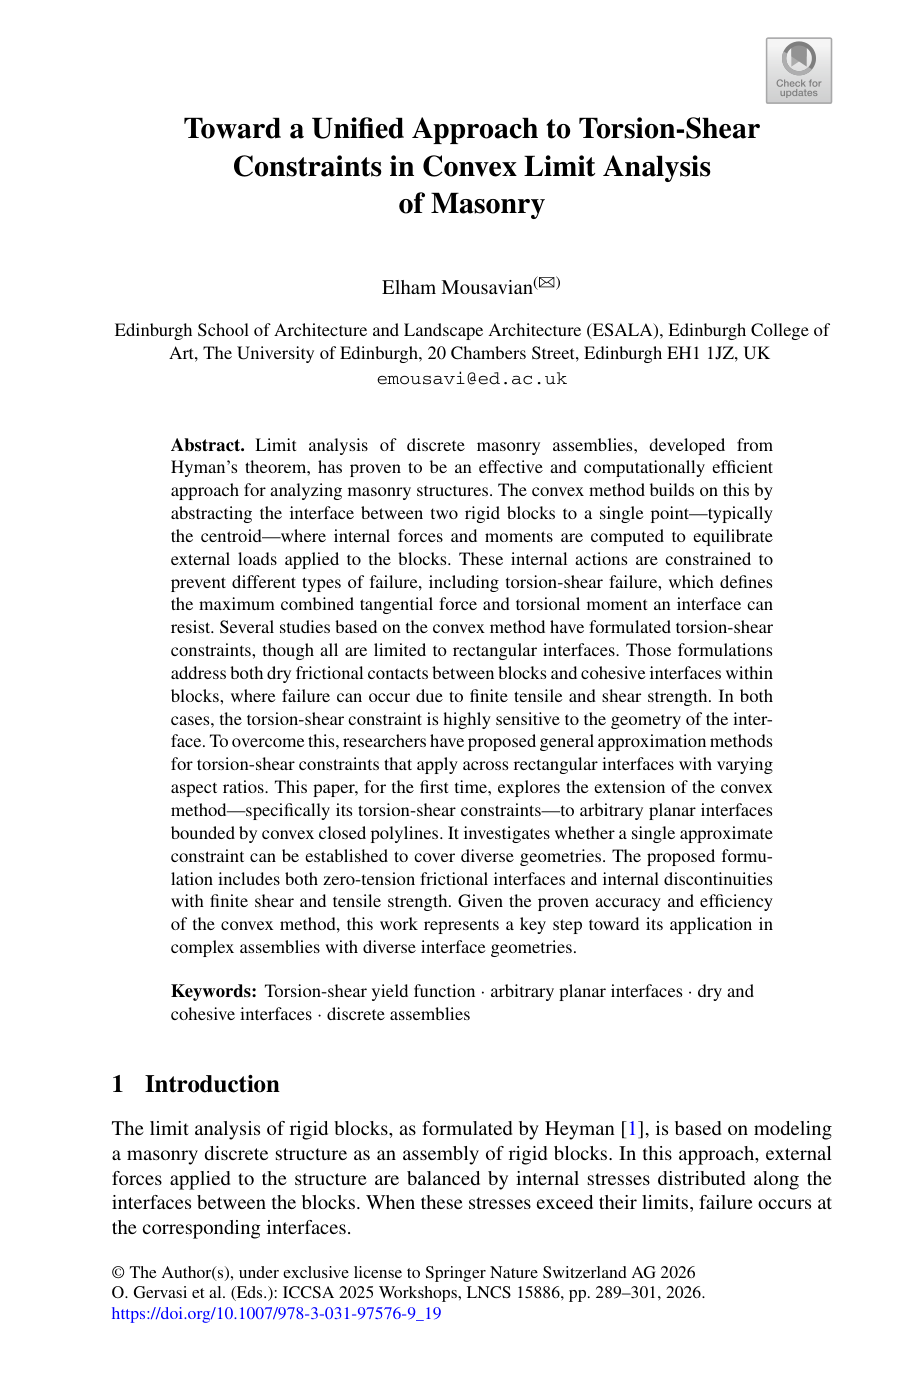 Check for
updates
Toward a Unified Approach to Torsion-Shear
Constraints in Convex Limit Analysis
of Masonry
Elham Mousavian(✉)
Edinburgh School of Architecture and Landscape Architecture (ESALA), Edinburgh College of
Art, The University of Edinburgh, 20 Chambers Street, Edinburgh EH1 1JZ, UK
emousavi@ed.ac.uk
Abstract. Limit analysis of discrete masonry assemblies, developed from
Hyman's theorem, has proven to be an effective and computationally efficient
approach for analyzing masonry structures. The convex method builds on this by
abstracting the interface between two rigid blocks to a single point—typically
the centroid—where internal forces and moments are computed to equilibrate
external loads applied to the blocks. These internal actions are constrained to
prevent different types of failure, including torsion-shear failure, which defines
the maximum combined tangential force and torsional moment an interface can
resist. Several studies based on the convex method have formulated torsion-shear
constraints, though all are limited to rectangular interfaces. Those formulations
address both dry frictional contacts between blocks and cohesive interfaces within
blocks, where failure can occur due to finite tensile and shear strength. In both
cases, the torsion-shear constraint is highly sensitive to the geometry of the inter-
face. To overcome this, researchers have proposed general approximation methods
for torsion-shear constraints that apply across rectangular interfaces with varying
aspect ratios. This paper, for the first time, explores the extension of the convex
method—specifically its torsion-shear constraints—to arbitrary planar interfaces
bounded by convex closed polylines. It investigates whether a single approximate
constraint can be established to cover diverse geometries. The proposed formu-
lation includes both zero-tension frictional interfaces and internal discontinuities
with finite shear and tensile strength. Given the proven accuracy and efficiency
of the convex method, this work represents a key step toward its application in
complex assemblies with diverse interface geometries.
Keywords: Torsion-shear yield function · arbitrary planar interfaces · dry and
cohesive interfaces · discrete assemblies
1 Introduction
The limit analysis of rigid blocks, as formulated by Heyman [1], is based on modeling
a masonry discrete structure as an assembly of rigid blocks. In this approach, external
forces applied to the structure are balanced by internal stresses distributed along the
interfaces between the blocks. When these stresses exceed their limits, failure occurs at
the corresponding interfaces.
© The Author(s), under exclusive license to Springer Nature Switzerland AG 2026
O. Gervasi et al. (Eds.): ICCSA 2025 Workshops, LNCS 15886, pp. 289–301, 2026.
https://doi.org/10.1007/978-3-031-97576-9_19